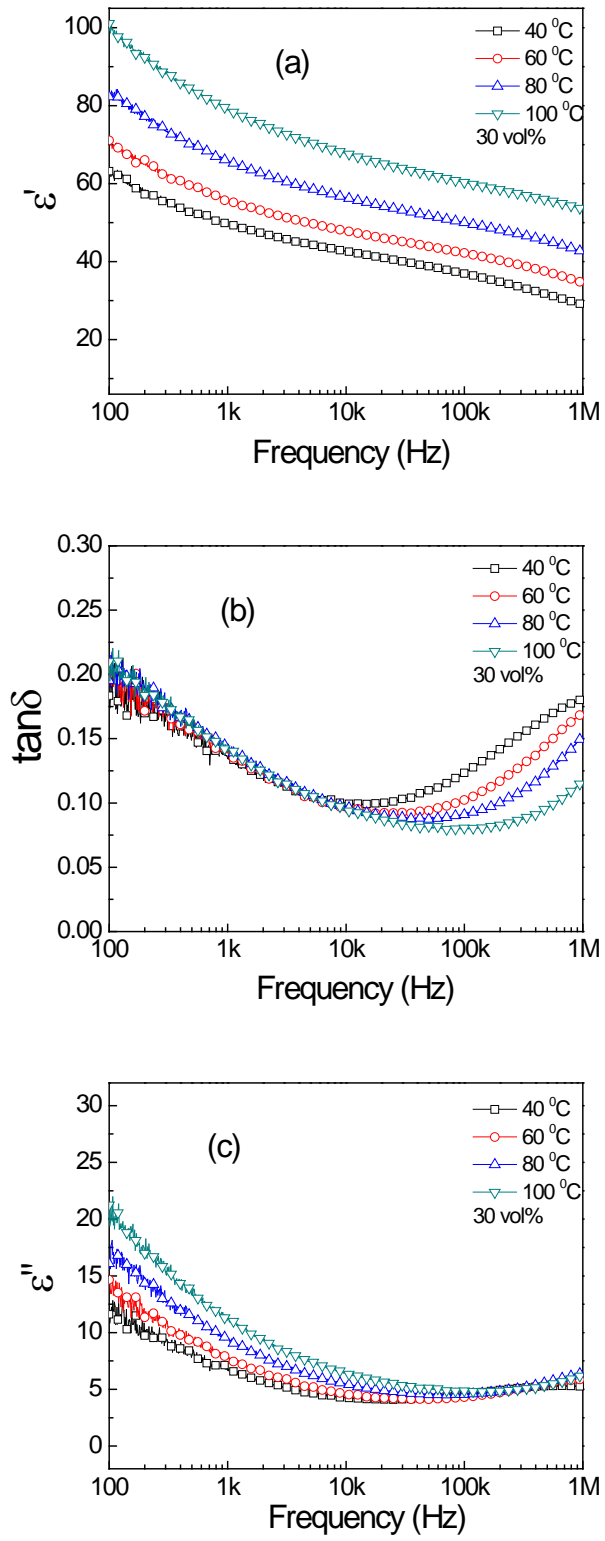 100
80
60
40
20
ε'
(a)
40 ⁰C
60 ⁰C
80 ⁰C
100 ⁰C
30 vol%
100 1k 10k 100k 1M
Frequency (Hz)
0.30
0.25
0.20
0.15
0.10
0.05
0.00
tanδ
(b)
40 ⁰C
60 ⁰C
80 ⁰C
100 ⁰C
30 vol%
100 1k 10k 100k 1M
Frequency (Hz)
30
25
20
15
10
5
0
ε"
(c)
40 ⁰C
60 ⁰C
80 ⁰C
100 ⁰C
30 vol%
100 1k 10k 100k 1M
Frequency (Hz)